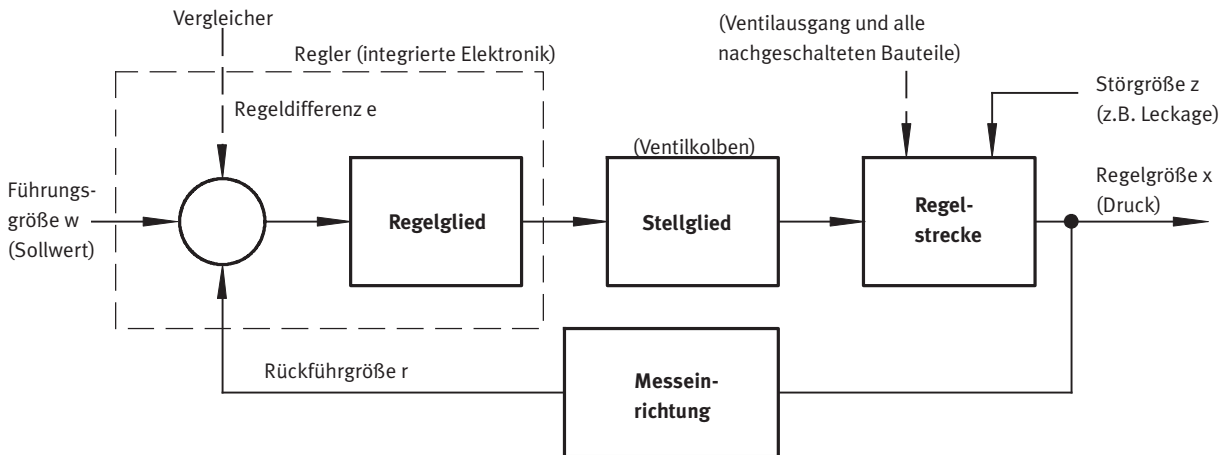 Vergleicher
Regler (integrierte Elektronik)
(Ventilausgang und alle
nachgeschalteten Bauteile)
Störgröße z
(z.B. Leckage)
Regeldifferenz e
(Ventilkolben)
Führungs-
größe w
(Sollwert)
Regelglied
Stellglied
Regel-
strecke
Regelgröße x
(Druck)
Rückführgröße r
Messein-
richtung